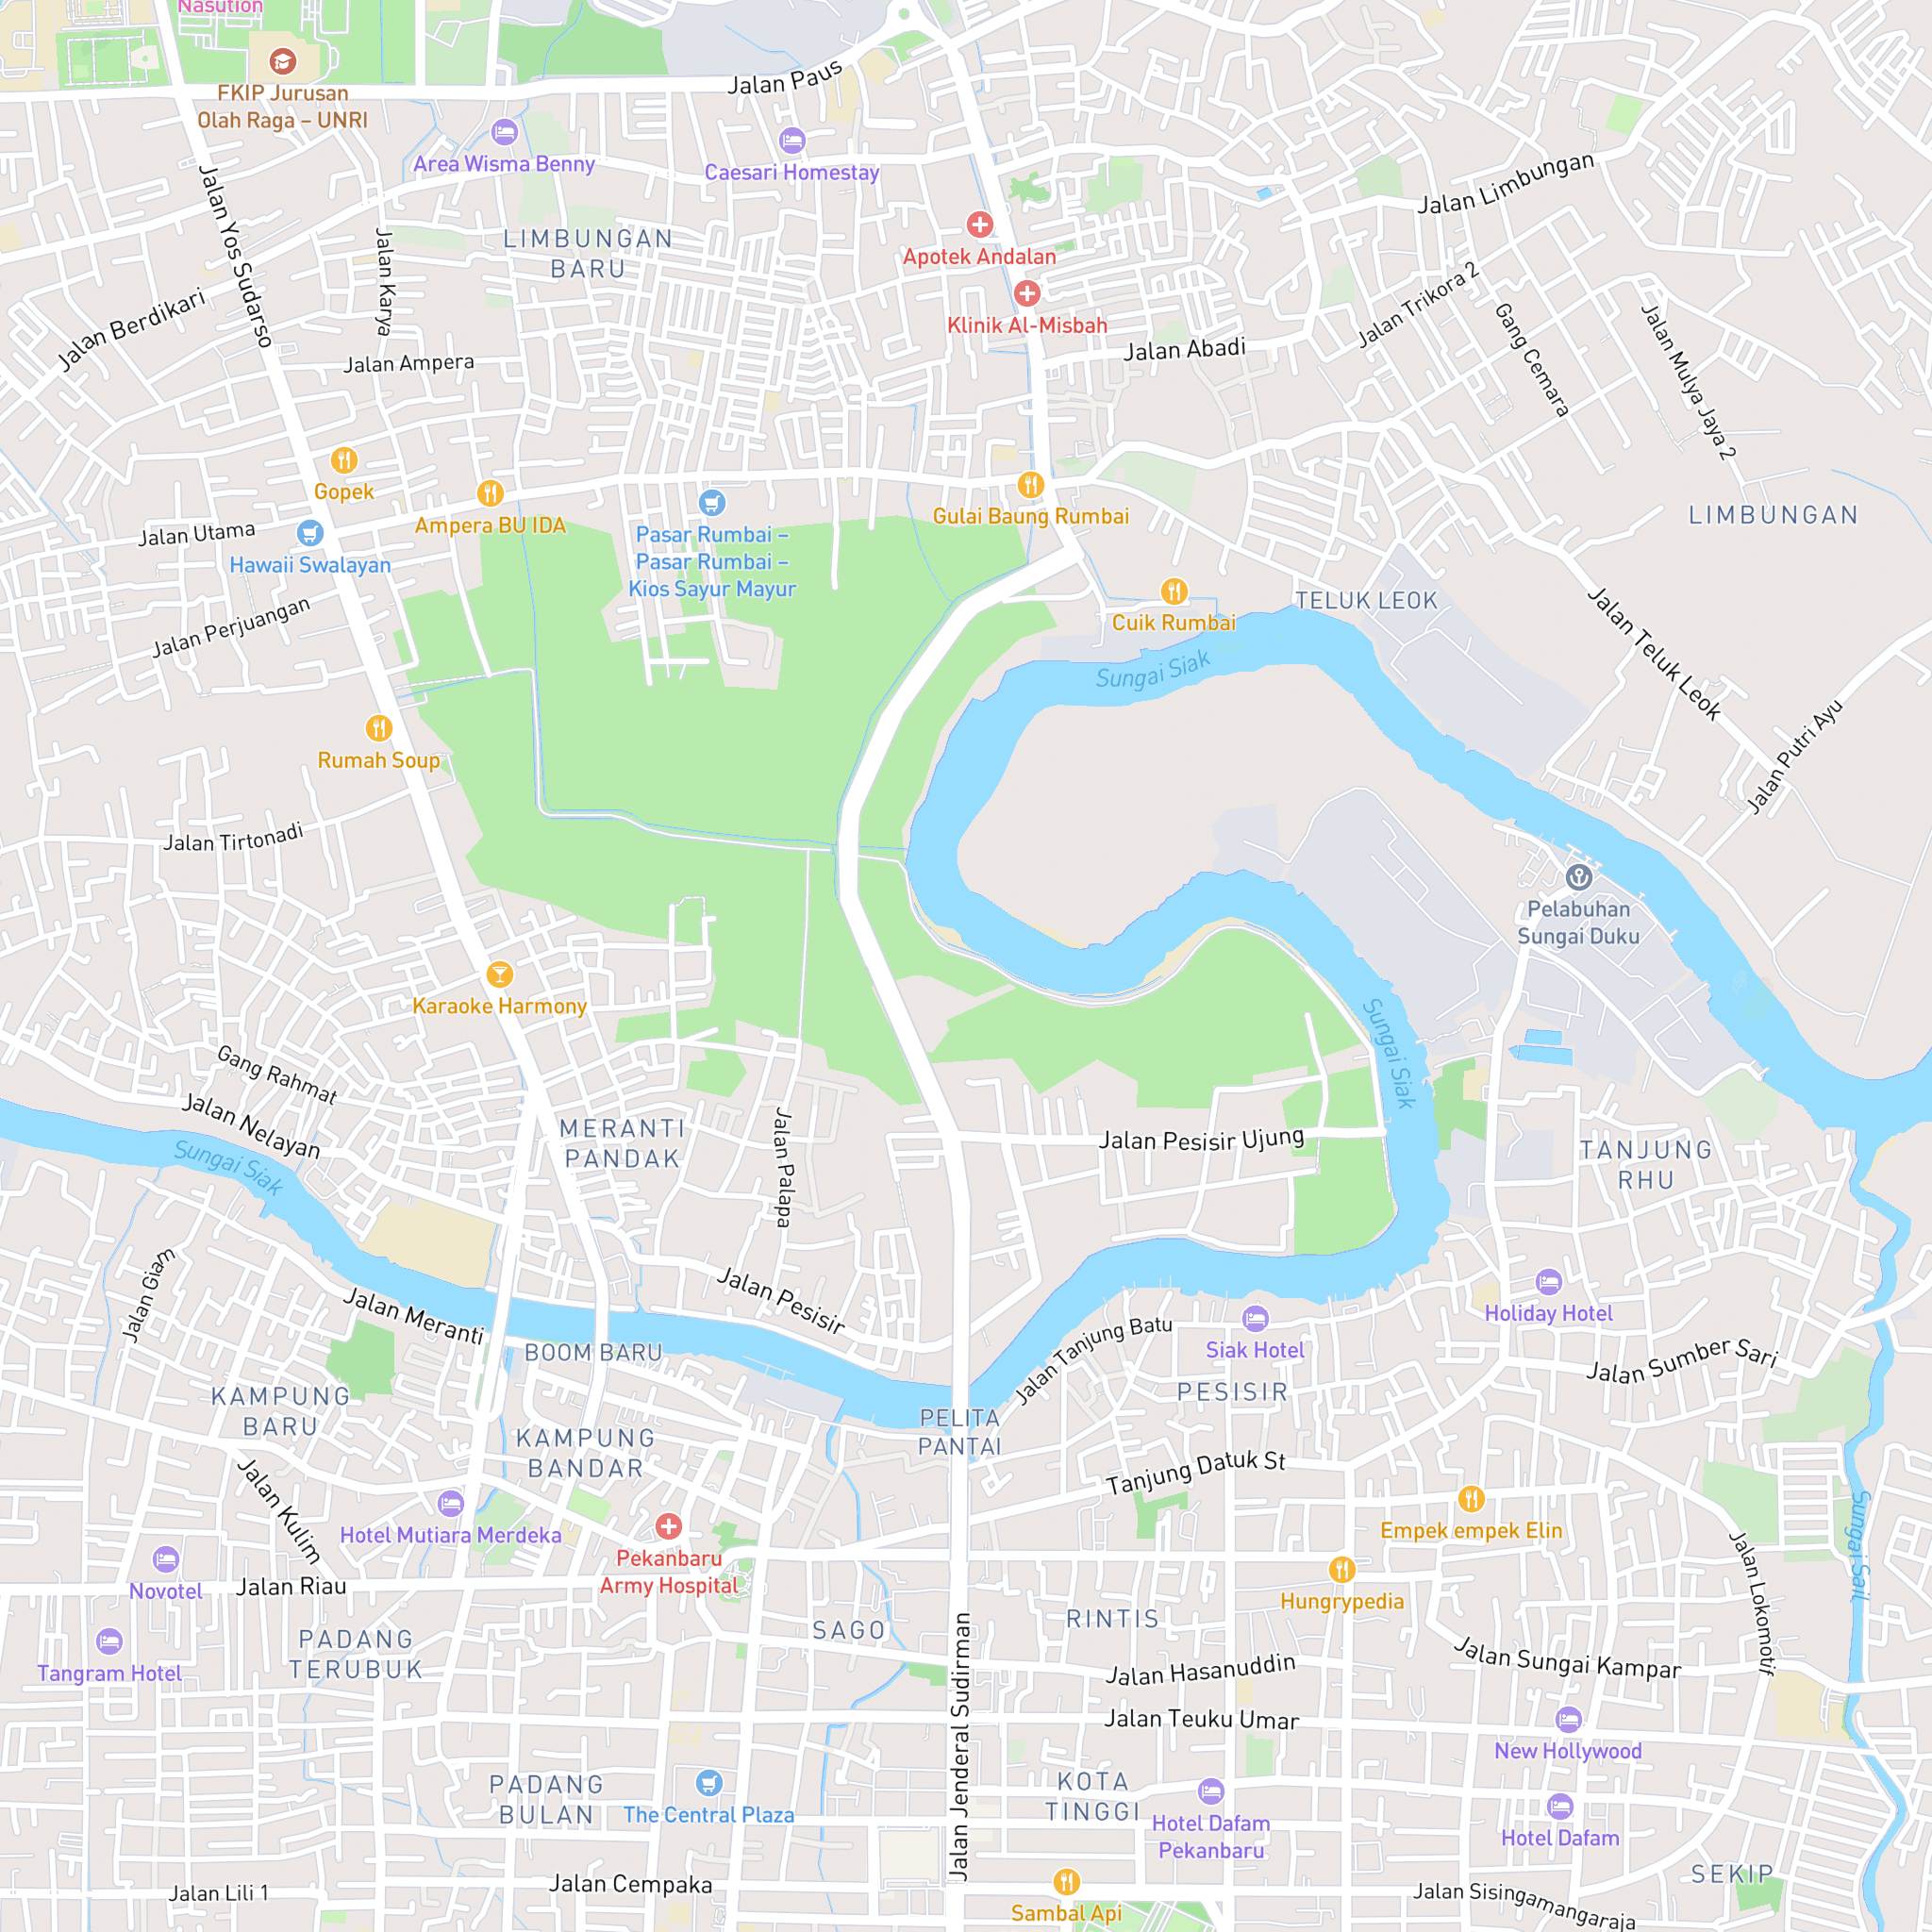 Nasution
FKIP Jurusan
Olah Raga – UNRI
Jalan Paus
Area Wisma Benny
Caesari Homestay
Jalan Limbungan
Jalan Yos Sudarso
Jalan Karya
LIMBUNGAN
BARU
Apotek Andalan
Klinik Al-Misbah
Jalan Berdikari
Jalan Ampera
Jalan Abadi
Jalan Trikora 2
Gang Cemara
Jalan Mulya Jaya 2
Gopek
Ampera BU IDA
Gulai Baung Rumbai
LIMBUNGAN
Jalan Utama
Hawaii Swalayan
Pasar Rumbai –
Pasar Rumbai –
Kios Sayur Mayur
TELUK LEOK
Cuik Rumbai
Jalan Perjuangan
Sungai Siak
Jalan Teluk Leok
Jalan Putri Ayu
Rumah Soup
Jalan Tirtonadi
Pelabuhan
Sungai Duku
Karaoke Harmony
Sungai Siak
Gang Rahmat
Jalan Nelayan
MERANTI
PANDAK
Jalan Palapa
Jalan Pesisir Ujung
TANJUNG
RHU
Sungai Siak
Jalan Giam
Jalan Meranti
Jalan Pesisir
Holiday Hotel
Jalan Tanjung Batu
Siak Hotel
BOOM BARU
Jalan Sumber Sari
KAMPUNG
BARU
PESISIR
PELITA
PANTAI
KAMPUNG
BANDAR
Tanjung Datuk St
Jalan Kulim
Hotel Mutiara Merdeka
Empek empek Elin
Sungai Sail
Pekanbaru
Army Hospital
Novotel
Jalan Riau
Hungrypedia
Jalan Lokomotif
SAGO
RINTIS
PADANG
TERUBUK
Tangram Hotel
Jalan Hasanuddin
Jalan Sungai Kampar
Jalan Jenderal Sudirman
Jalan Teuku Umar
New Hollywood
PADANG
BULAN
The Central Plaza
KOTA
TINGGI
Hotel Dafam
Pekanbaru
Hotel Dafam
SEKIP
Jalan Lili 1
Jalan Cempaka
Sambal Api
Jalan Sisingamangaraja